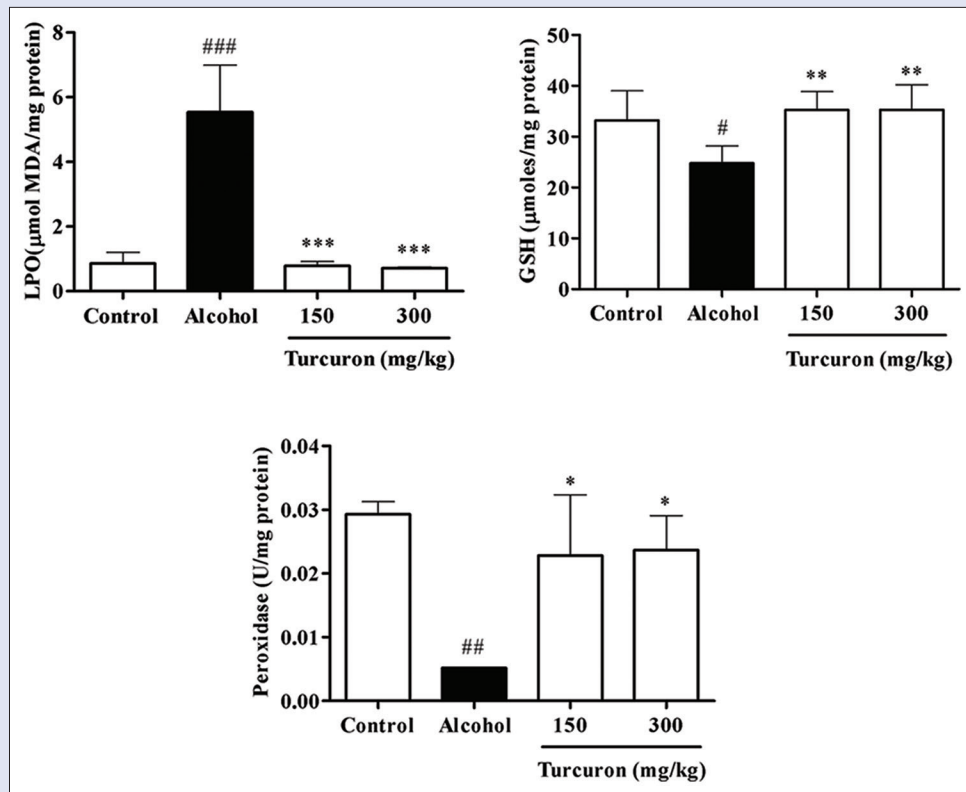 LPO(μmol MDA/mg protein)
8
6
4
2
0
###
***
***
Control
Alcohol
150
300
Turcuron (mg/kg)
GSH (μmoles/mg protein)
50
40
30
20
10
0
#
**
**
Control
Alcohol
150
300
Turcuron (mg/kg)
Peroxidase (U/mg protein)
0.04
0.03
0.02
0.01
0.00
##
*
*
Control
Alcohol
150
300
Turcuron (mg/kg)